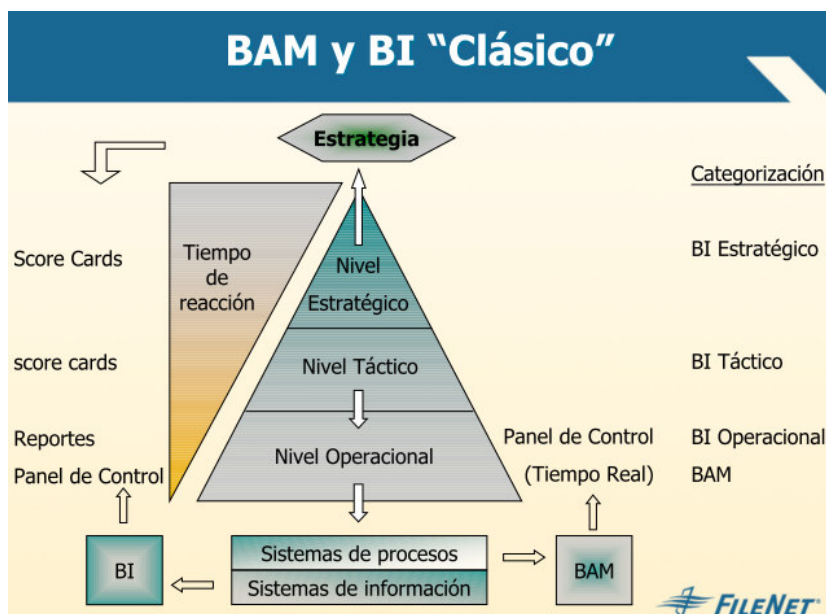 BAM y BI “Clásico”
Estrategia
Categorización
Score Cards
Tiempo
de
reacción
Nivel
Estratégico
BI Estratégico
score cards
Nivel Táctico
BI Táctico
Reportes
Panel de Control
Nivel Operacional
Panel de Control
(Tiempo Real)
BI Operacional
BAM
BI
Sistemas de procesos
Sistemas de información
BAM
FILENET